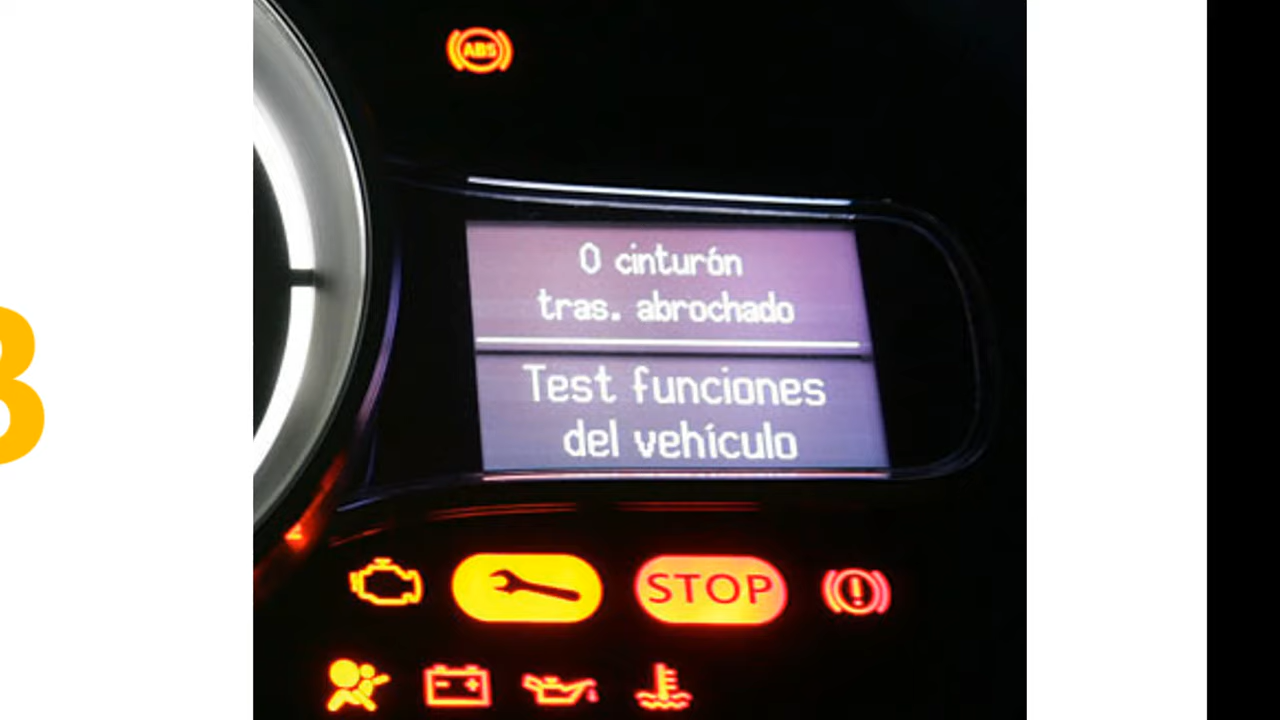 ABS
0 cinturón
tras. abrochado
Test funciones
del vehículo
STOP